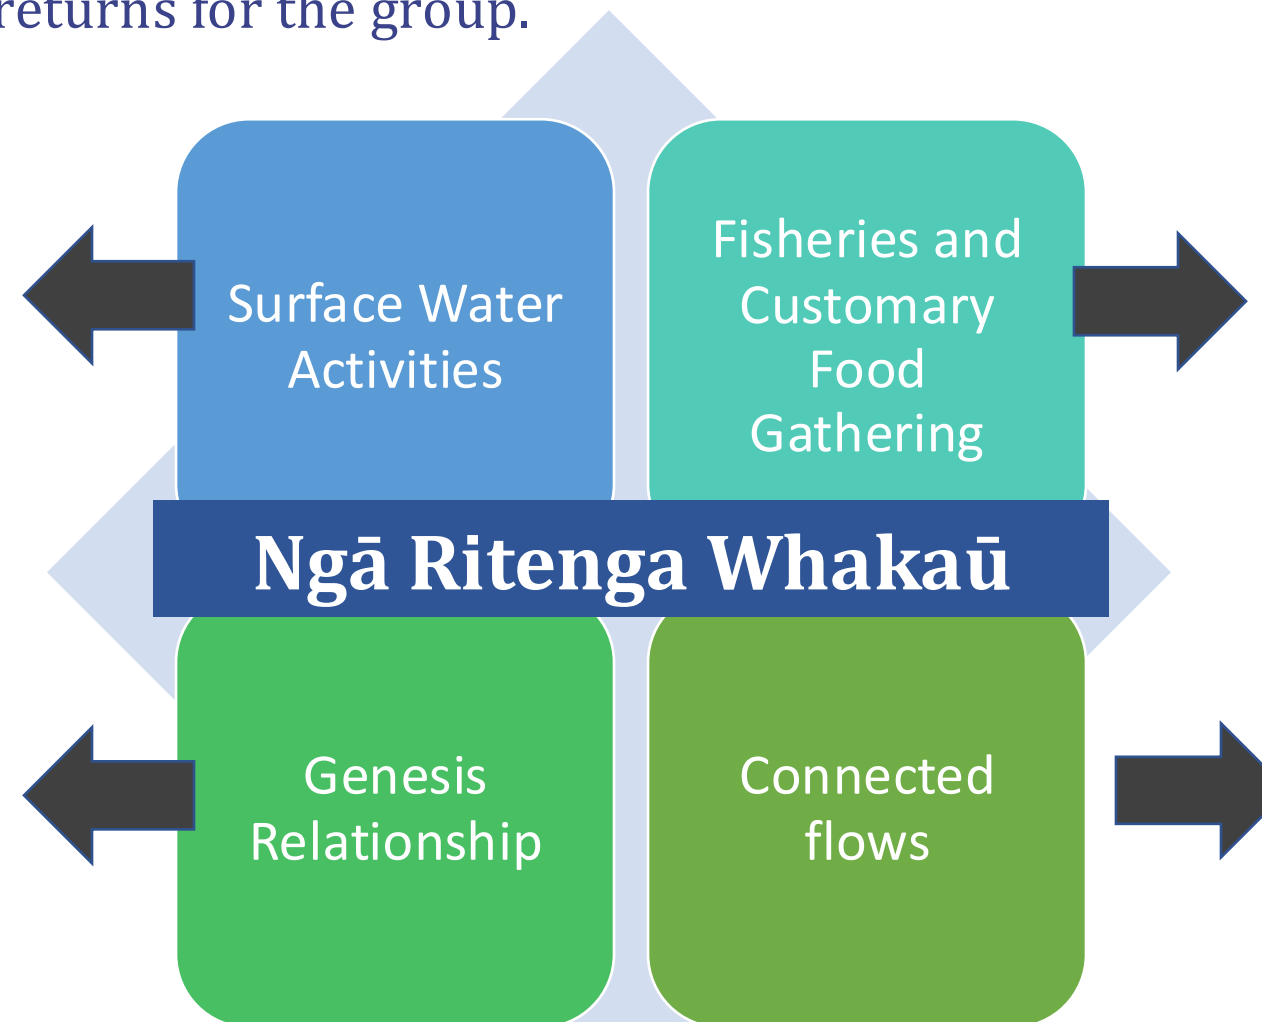 returns for the group.
Surface Water
Activities
Fisheries and
Customary
Food
Gathering
Ngā Ritenga Whakaū
Genesis
Relationship
Connected
flows